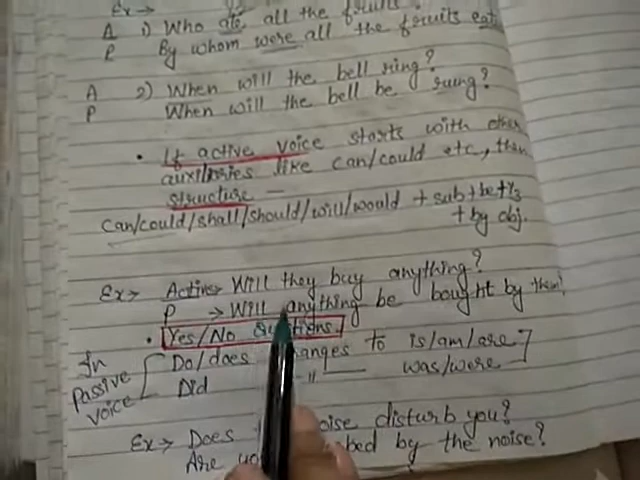 Ex →
A 1) Who ate all the fruits?
P By whom were all the fruits eaten
A 2) When will the bell ring?
P When will the bell be rung?
• If active voice starts with other
auxiliaries like can/could etc, then
structure -
can/could/shall/should/will/would + sub + be + V3
+ by obj.
Ex → Active → Will they buy anything?
P → Will anything be bought by them?
• Yes/No questions.
In passive voice
Do/does changes to is/am/are
Did " was/were
Ex → Does noise disturb you?
Are by the noise?